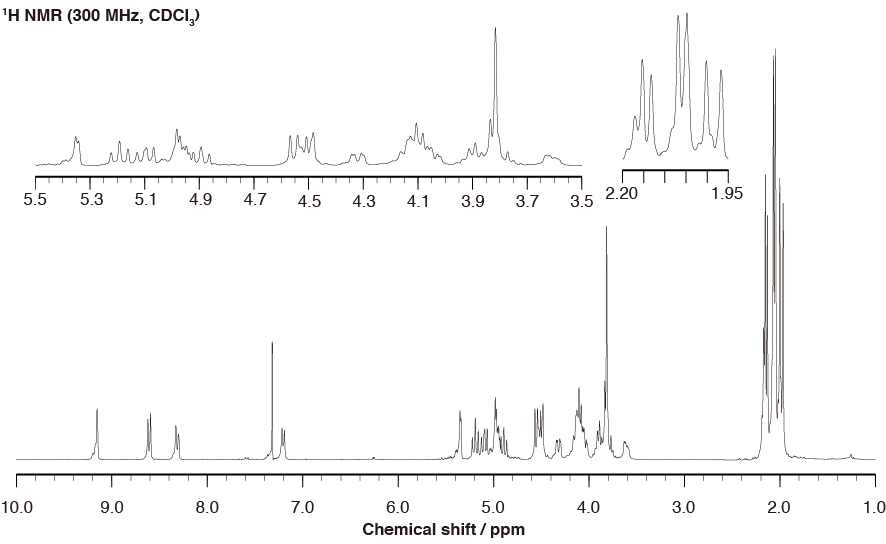 ¹H NMR (300 MHz, CDCl₃)
5.5 5.3 5.1 4.9 4.7 4.5 4.3 4.1 3.9 3.7 3.5
2.20 1.95
10.0 9.0 8.0 7.0 6.0 5.0 4.0 3.0 2.0 1.0
Chemical shift / ppm